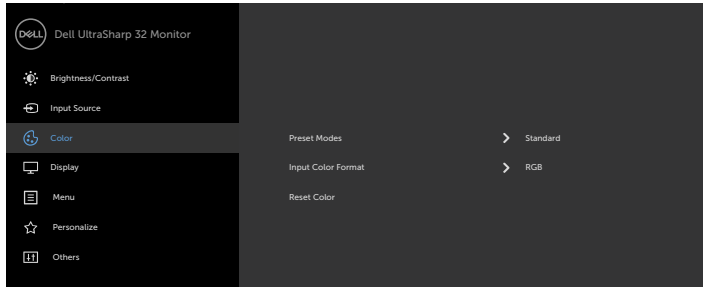 DELL Dell UltraSharp 32 Monitor
Brightness/Contrast
Input Source
Color
Preset Modes Standard
Display
Input Color Format RGB
Menu
Reset Color
Personalize
Others